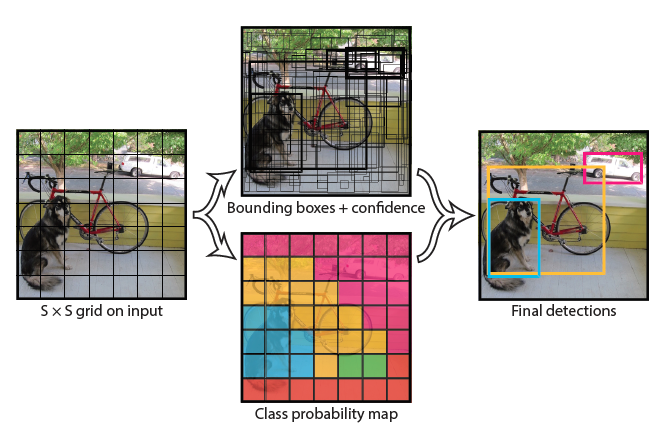 Bounding boxes + confidence
S × S grid on input
Final detections
Class probability map